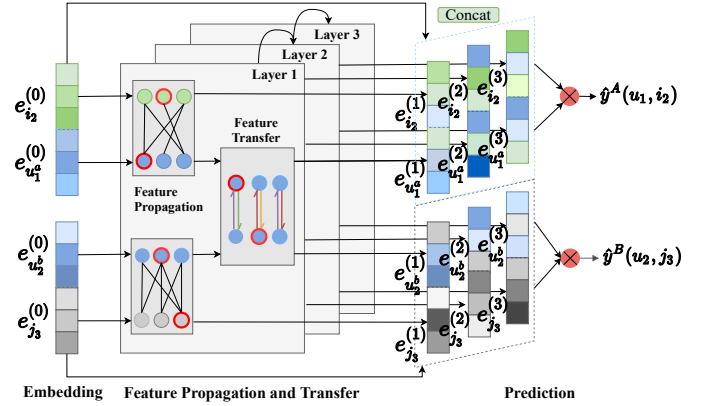 Concat
Layer 3
Layer 2
Layer 1
e_{i_2}^{(0)}
e_{u_1^a}^{(0)}
e_{u_2^b}^{(0)}
e_{j_3}^{(0)}
Feature
Propagation
Feature
Transfer
e_{i_2}^{(1)} e_{i_2}^{(2)} e_{i_2}^{(3)}
e_{u_1^a}^{(1)} e_{u_1^a}^{(2)} e_{u_1^a}^{(3)}
e_{u_2^b}^{(1)} e_{u_2^b}^{(2)} e_{u_2^b}^{(3)}
e_{j_3}^{(1)} e_{j_3}^{(2)} e_{j_3}^{(3)}
ŷ^A(u_1, i_2)
ŷ^B(u_2, j_3)
Embedding
Feature Propagation and Transfer
Prediction